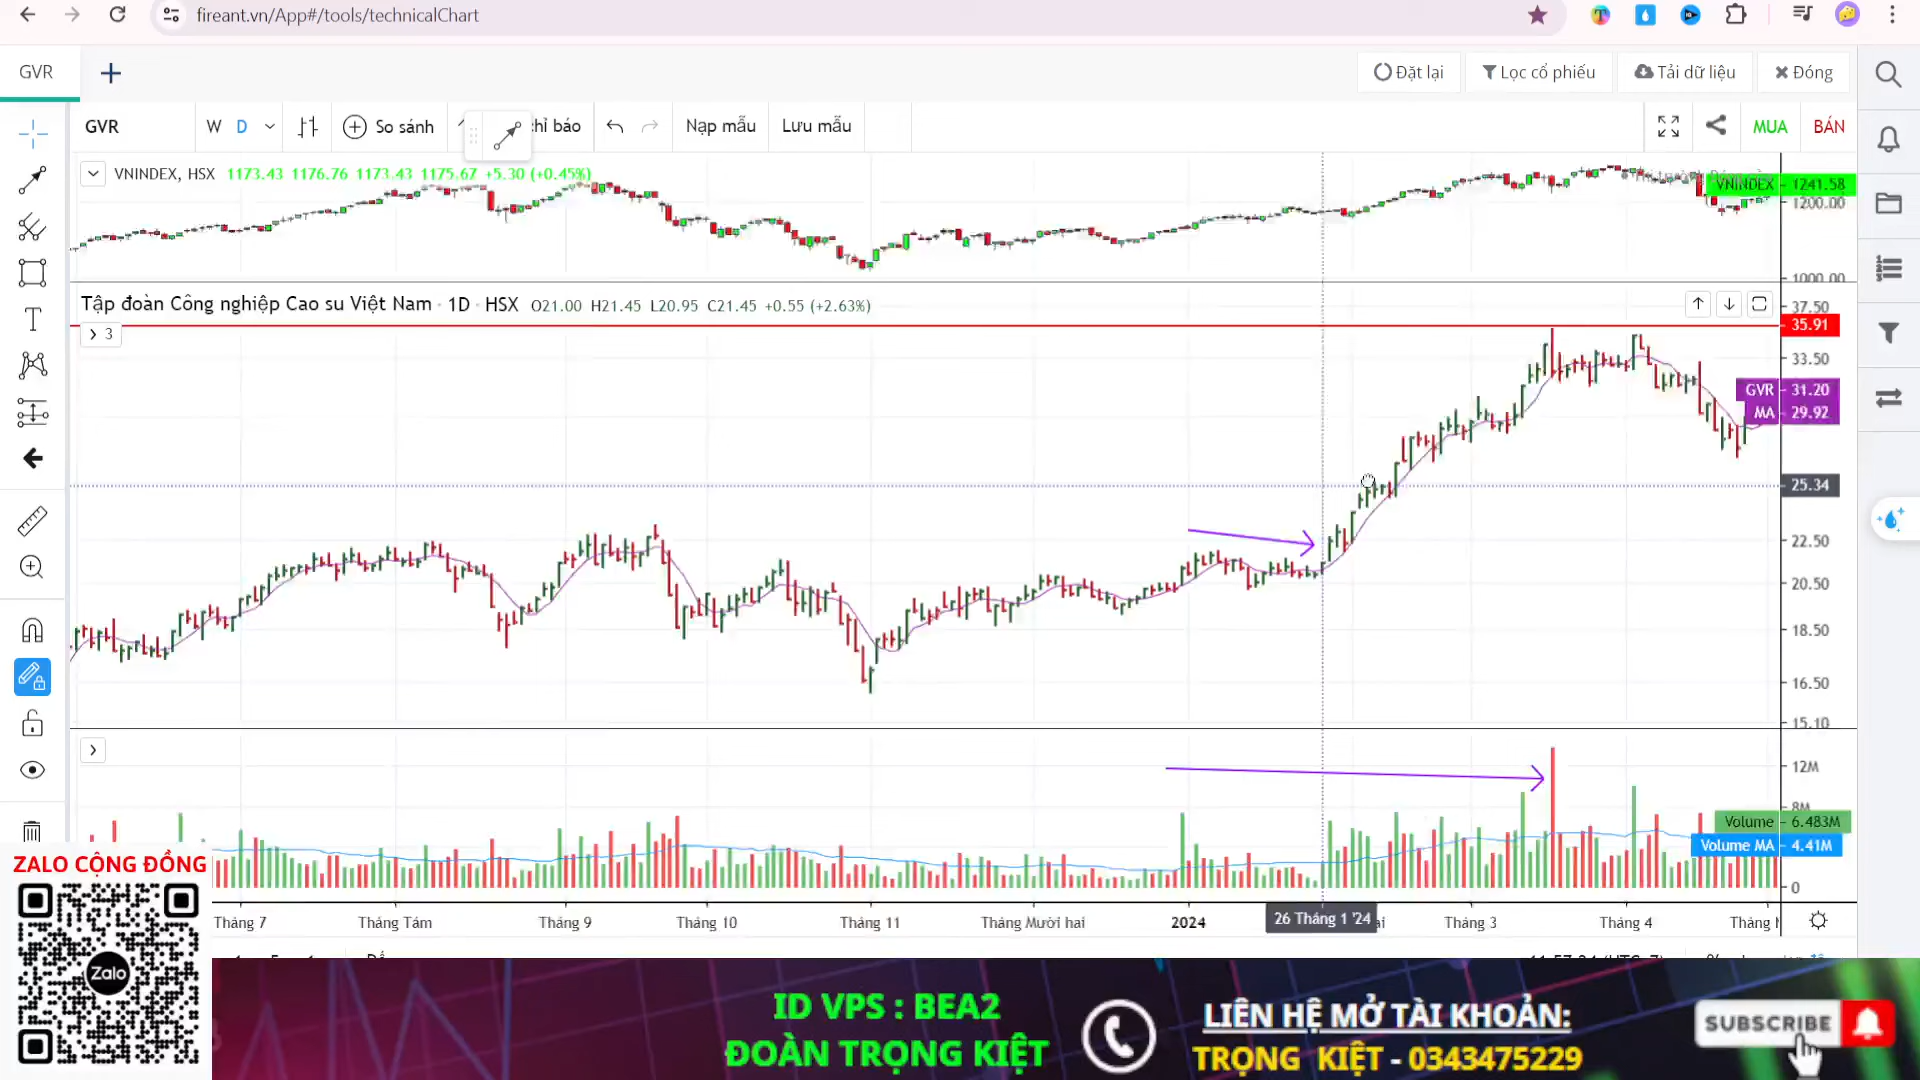 fireant.vn/App#/tools/technicalChart
GVR
Đặt lại
Lọc cổ phiếu
Tải dữ liệu
Đóng
GVR
W
D
So sánh
chỉ báo
Nạp mẫu
Lưu mẫu
MUA
BÁN
VNINDEX, HSX 1173.43 1176.76 1173.43 1175.67 +5.30 (+0.45%)
VNINDEX 1241.58
1200.00
1000.00
Tập đoàn Công nghiệp Cao su Việt Nam · 1D · HSX O21.00 H21.45 L20.95 C21.45 +0.55 (+2.63%)
3
37.50
35.91
33.50
GVR 31.20
MA 29.92
25.34
22.50
20.50
18.50
16.50
15.10
12M
8M
Volume 6.483M
Volume MA 4.41M
0
Tháng 7
Tháng Tám
Tháng 9
Tháng 10
Tháng 11
Tháng Mười hai
2024
26 Tháng 1 '24
Tháng 3
Tháng 4
ZALO CỘNG ĐỒNG
Zalo
ID VPS : BEA2
ĐOÀN TRỌNG KIỆT
LIÊN HỆ MỞ TÀI KHOẢN:
TRỌNG KIỆT - 0343475229
SUBSCRIBE